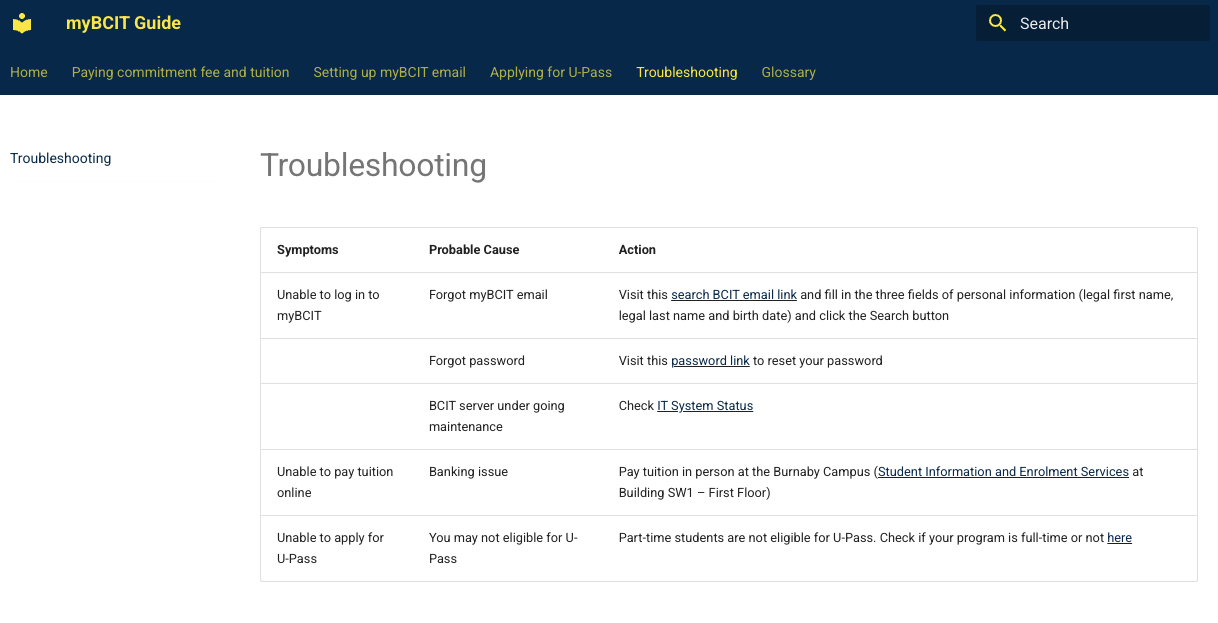 myBCIT Guide
Search
Home Paying commitment fee and tuition Setting up myBCIT email Applying for U-Pass Troubleshooting Glossary
Troubleshooting
Troubleshooting
Symptoms Probable Cause Action
Unable to log in to Forgot myBCIT email Visit this search BCIT email link and fill in the three fields of personal information (legal first name,
myBCIT legal last name and birth date) and click the Search button
Forgot password Visit this password link to reset your password
BCIT server under going Check IT System Status
maintenance
Unable to pay tuition Banking issue Pay tuition in person at the Burnaby Campus (Student Information and Enrolment Services at
online Building SW1 – First Floor)
Unable to apply for You may not eligible for U- Part-time students are not eligible for U-Pass. Check if your program is full-time or not here
U-Pass Pass